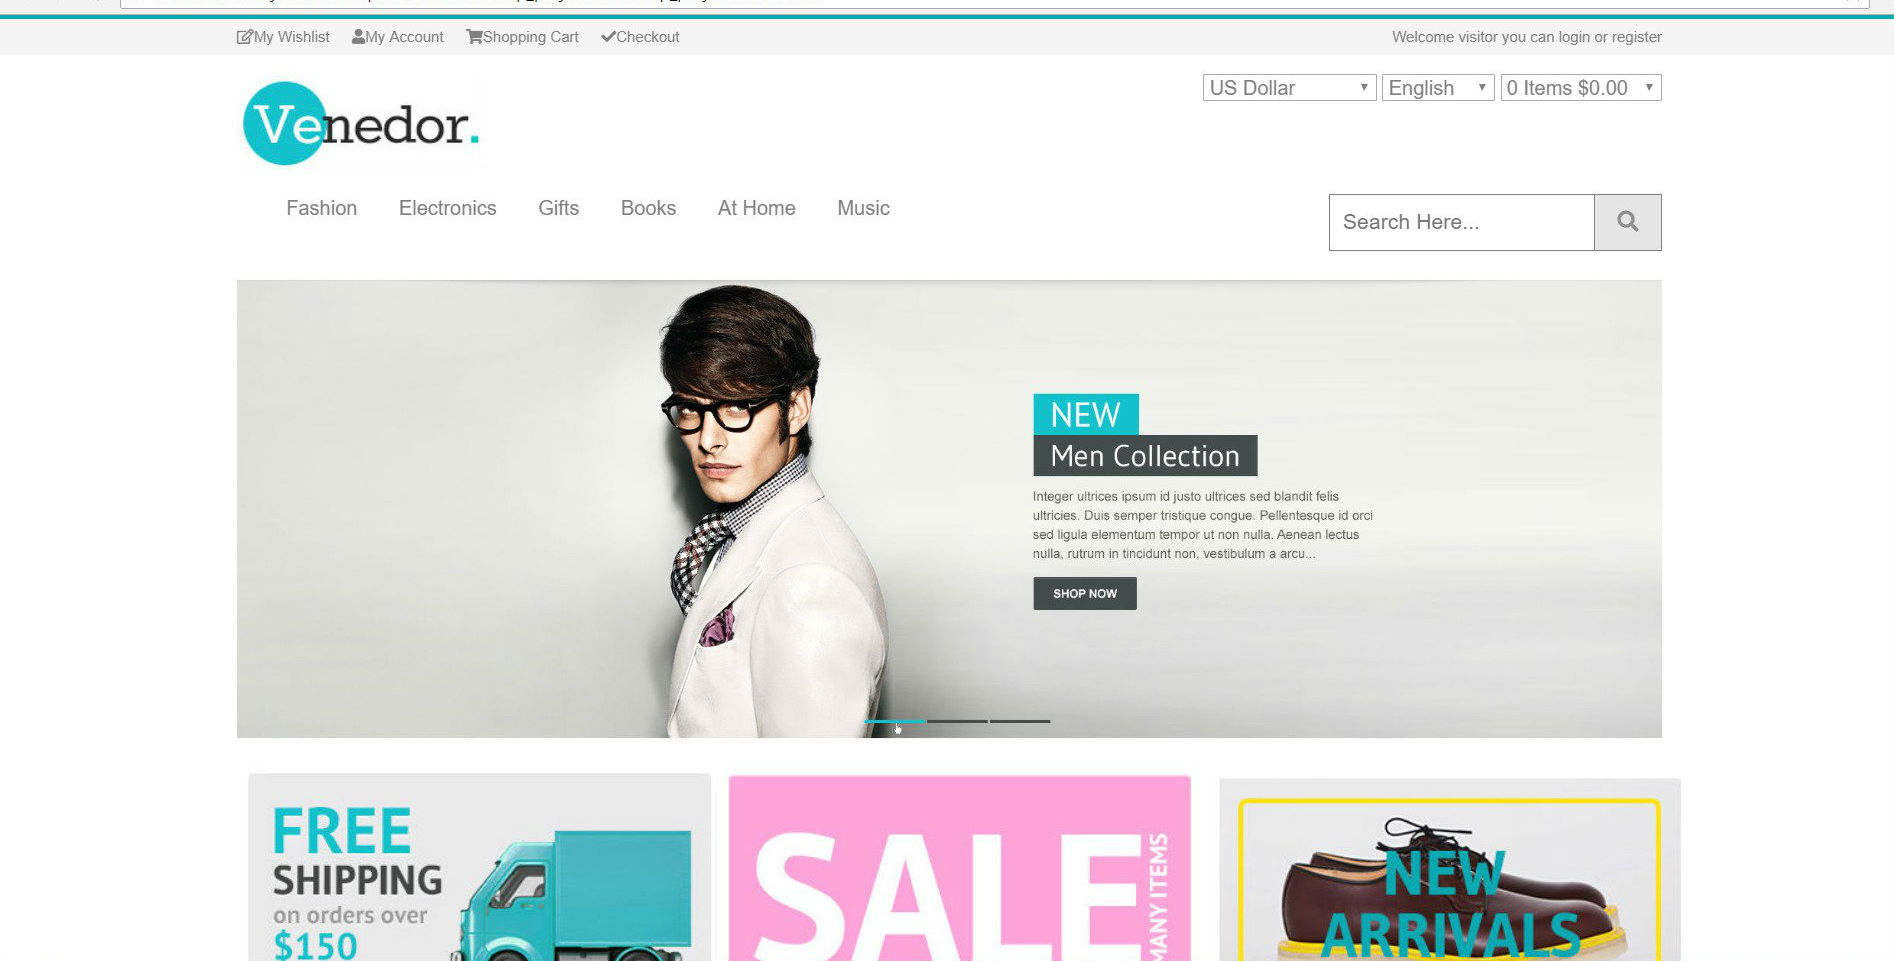 My Wishlist My Account Shopping Cart Checkout Welcome visitor you can login or register
US Dollar English 0 Items $0.00
Venedor.
Fashion Electronics Gifts Books At Home Music
Search Here...
NEW
Men Collection
Integer ultrices ipsum id justo ultrices sed blandit felis
ultricies. Duis semper tristique congue. Pellentesque id orci
sed ligula elementum tempor ut non nulla. Aenean lectus
nulla, rutrum in tincidunt non, vestibulum a arcu...
SHOP NOW
FREE
SHIPPING
on orders over
$150
SALE
MANY ITEMS
NEW
ARRIVALS